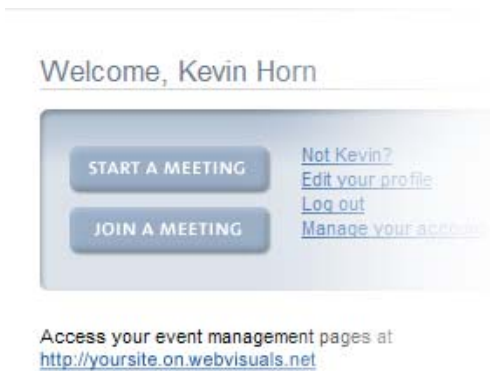 Welcome, Kevin Horn
START A MEETING
JOIN A MEETING
Not Kevin?
Edit your profile
Log out
Manage your account
Access your event management pages at
http://yoursite.on.webvisuals.net